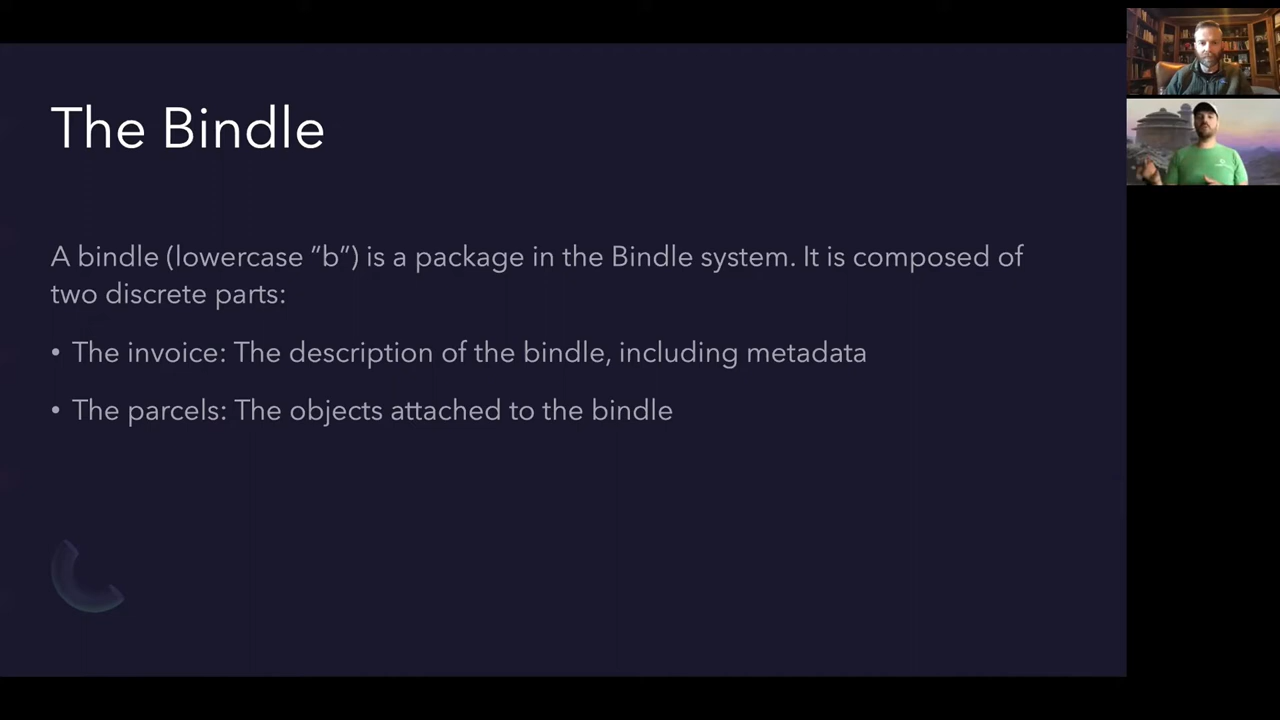 The Bindle
A bindle (lowercase ”b”) is a package in the Bindle system. It is composed of
two discrete parts:
• The invoice: The description of the bindle, including metadata
• The parcels: The objects attached to the bindle